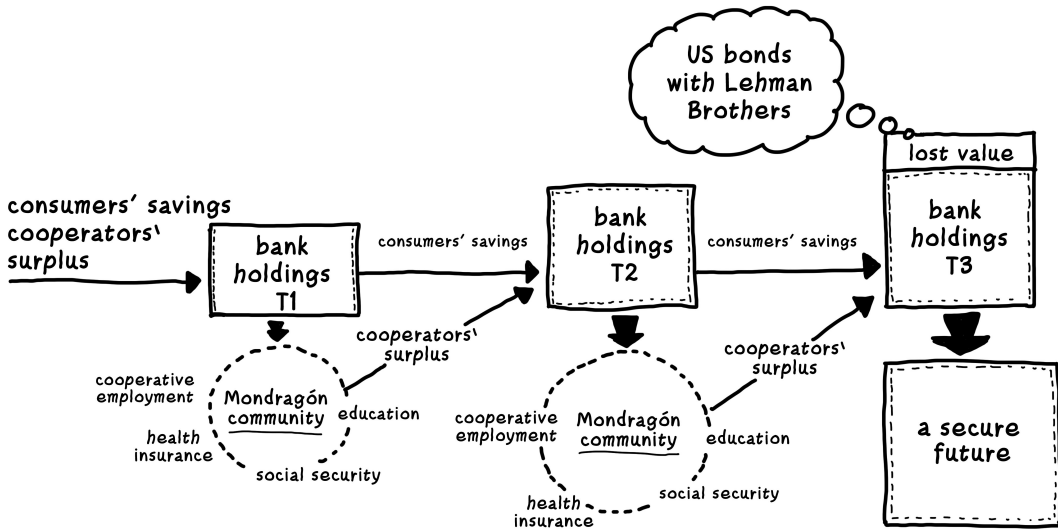 US bonds
with Lehman
Brothers
lost value
consumers' savings
cooperators'
surplus
bank
holdings
T1
consumers' savings
bank
holdings
T2
consumers' savings
bank
holdings
T3
cooperators'
surplus
cooperators'
surplus
cooperative
employment
Mondragón
community
education
health
insurance
social security
cooperative
employment
Mondragón
community
education
health
insurance
social security
a secure
future